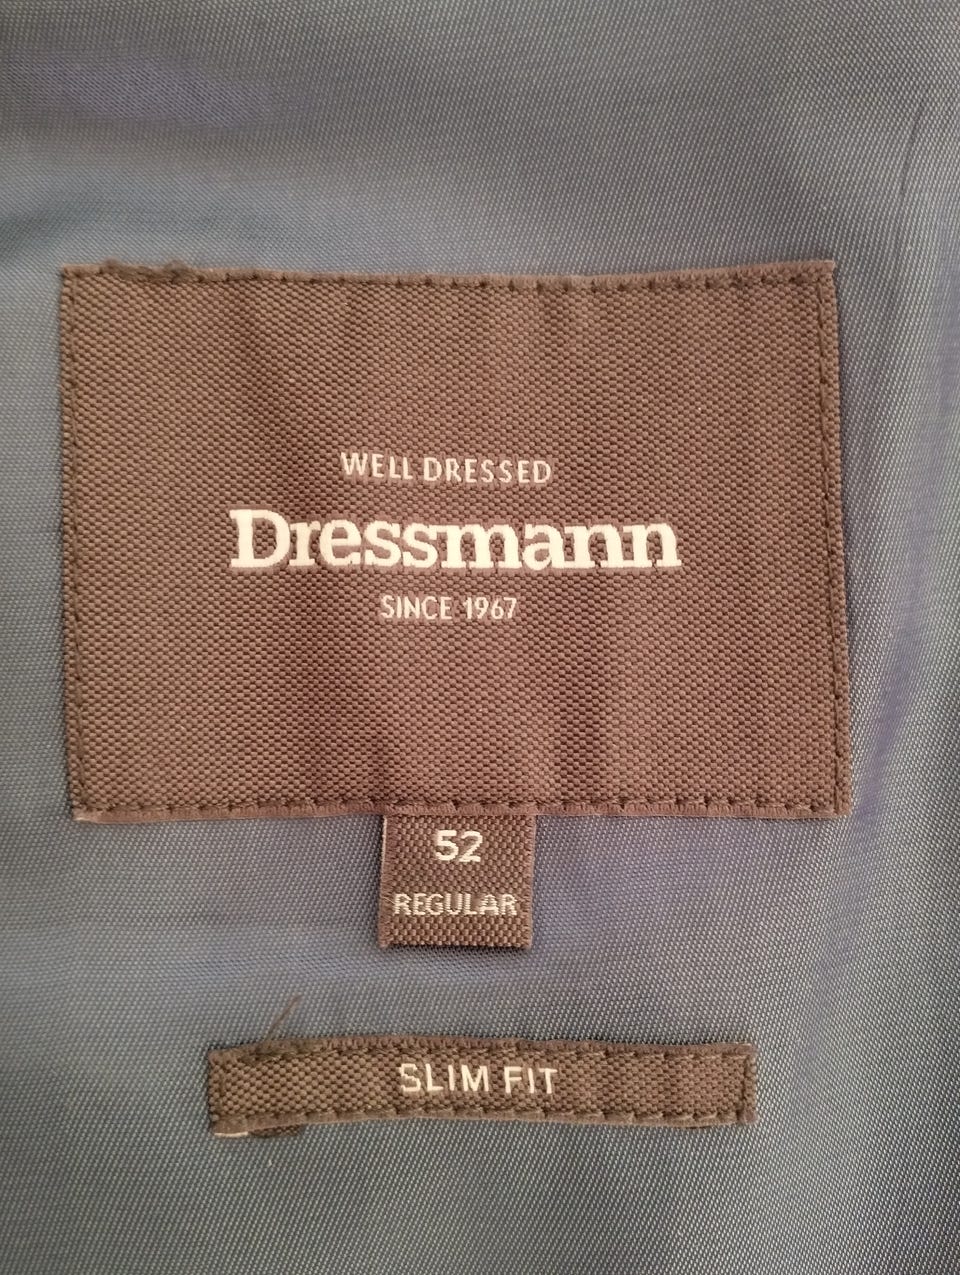 WELL DRESSED
Dressmann
SINCE 1967
52
REGULAR
SLIM FIT